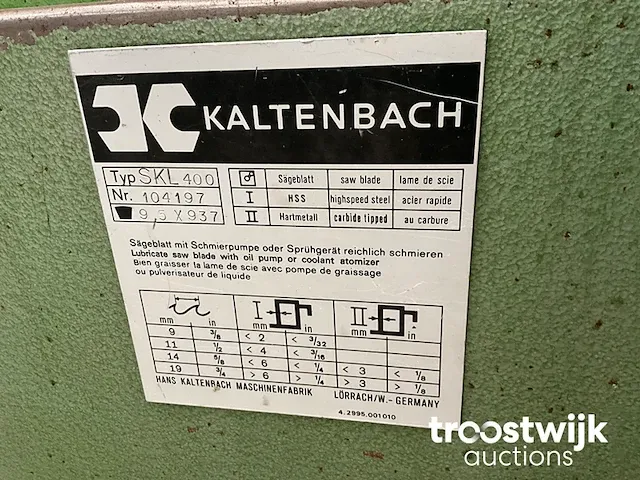 KALTENBACH
Typ SKL 400
Nr. 104197
9,5 X 937
Sägeblatt saw blade lame de scie
I HSS highspeed steel acier rapide
II Hartmetall carbide tipped au carbure
Sägeblatt mit Schmierpumpe oder Sprühgerät reichlich schmieren
Lubricate saw blade with oil pump or coolant atomizer
Bien graisser la lame de scie avec pompe de graissage
ou pulverisateur de liquide
I II
mm in mm in mm in
9 3/8 < 2 < 3/32
11 1/2 < 4 < 3/16
14 5/8 < 6 < 1/4 < 3 < 1/8
19 3/4 > 6 > 1/4 > 3 > 1/8
HANS KALTENBACH MASCHINENFABRIK LÖRRACH/W.- GERMANY
4.2995.001010
troostwijk
auctions